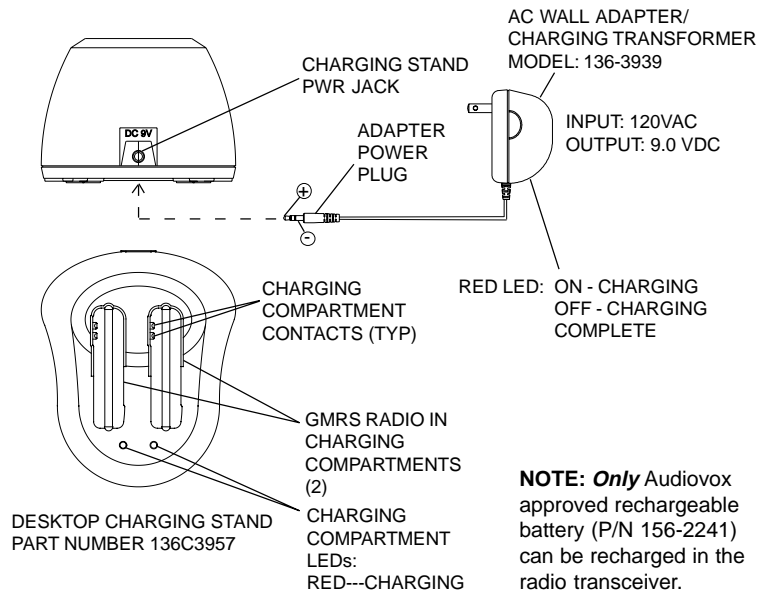 AC WALL ADAPTER/
CHARGING TRANSFORMER
MODEL: 136-3939
CHARGING STAND
PWR JACK
DC 9V
ADAPTER
POWER
PLUG
INPUT: 120VAC
OUTPUT: 9.0 VDC
+
-
RED LED: ON - CHARGING
OFF - CHARGING
COMPLETE
CHARGING
COMPARTMENT
CONTACTS (TYP)
GMRS RADIO IN
CHARGING
COMPARTMENTS
(2)
DESKTOP CHARGING STAND
PART NUMBER 136C3957
CHARGING
COMPARTMENT
LEDs:
RED---CHARGING
NOTE: Only Audiovox
approved rechargeable
battery (P/N 156-2241)
can be recharged in the
radio transceiver.